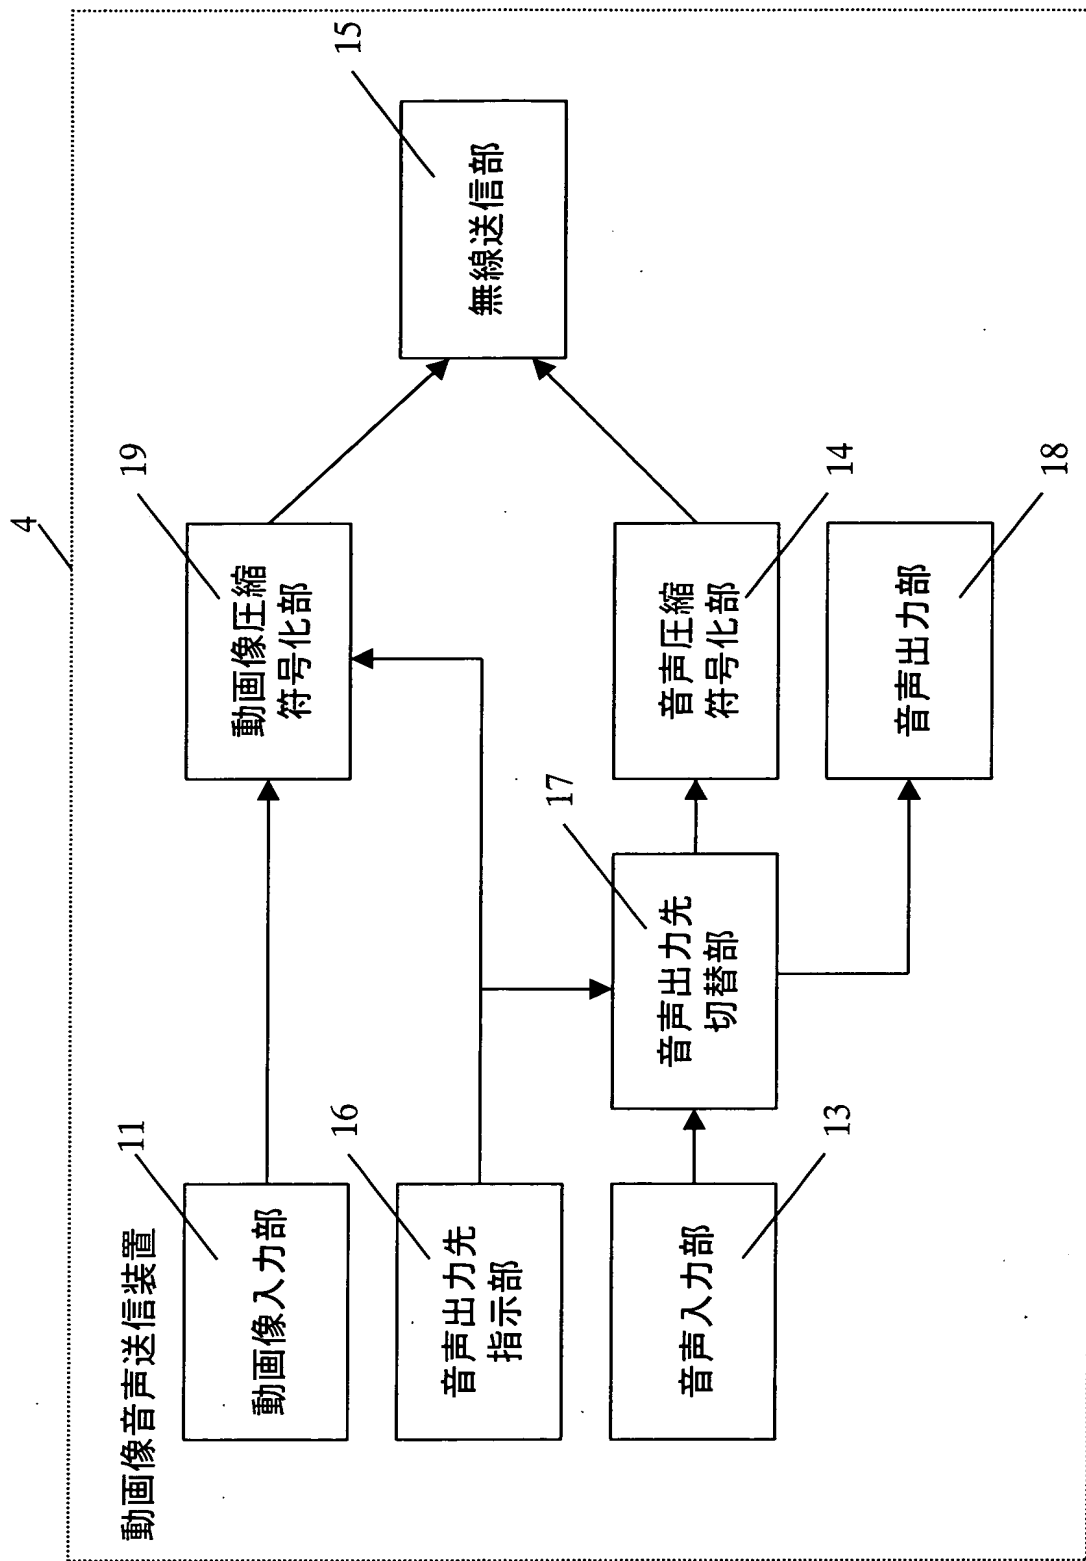 4
動画像音声送信装置
11
動画像入力部
19
動画像圧縮
符号化部
15
無線送信部
16
音声出力先
指示部
17
音声出力先
切替部
13
音声入力部
14
音声圧縮
符号化部
18
音声出力部